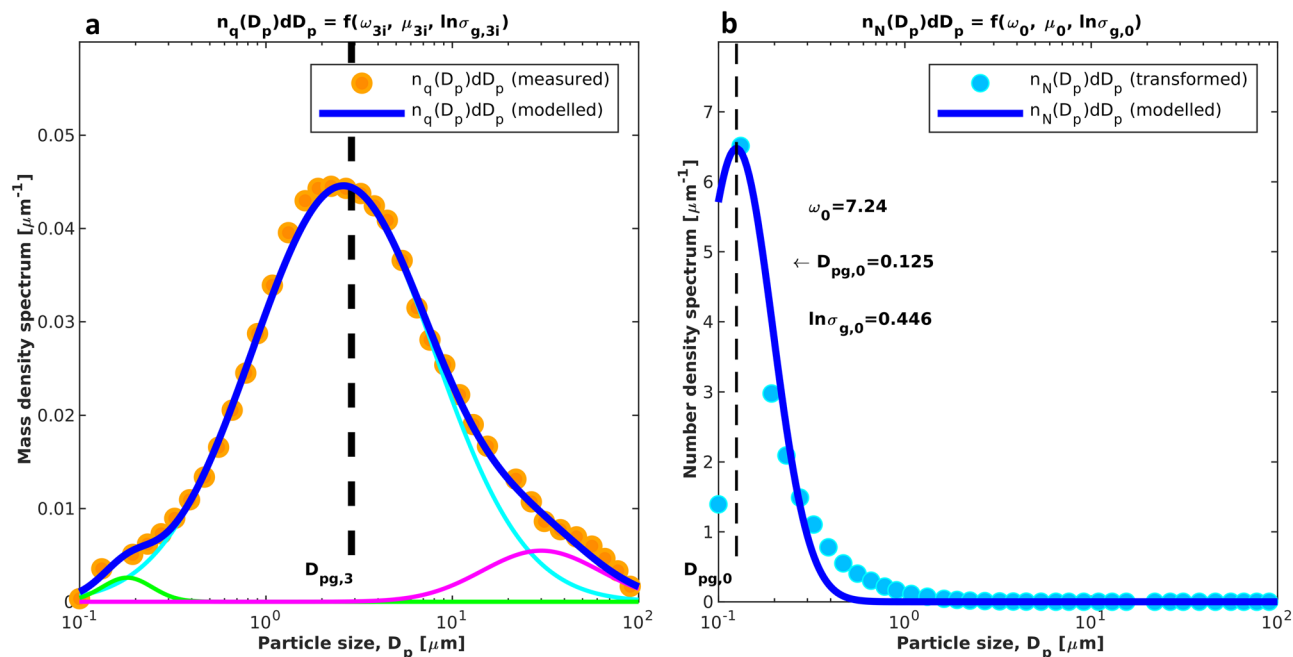 a
n_q(D_p)dD_p = f(ω_3i, μ_3i, lnσ_g,3i)
n_q(D_p)dD_p (measured)
n_q(D_p)dD_p (modelled)
Mass density spectrum [μm^-1]
0.05
0.04
0.03
0.02
0.01
0
D_pg,3
10^-1
10^0
10^1
10^2
Particle size, D_p [μm]
b
n_N(D_p)dD_p = f(ω_0, μ_0, lnσ_g,0)
n_N(D_p)dD_p (transformed)
n_N(D_p)dD_p (modelled)
Number density spectrum [μm^-1]
7
6
5
4
3
2
1
0
ω_0=7.24
← D_pg,0=0.125
lnσ_g,0=0.446
D_pg,0
10^-1
10^0
10^1
10^2
Particle size, D_p [μm]